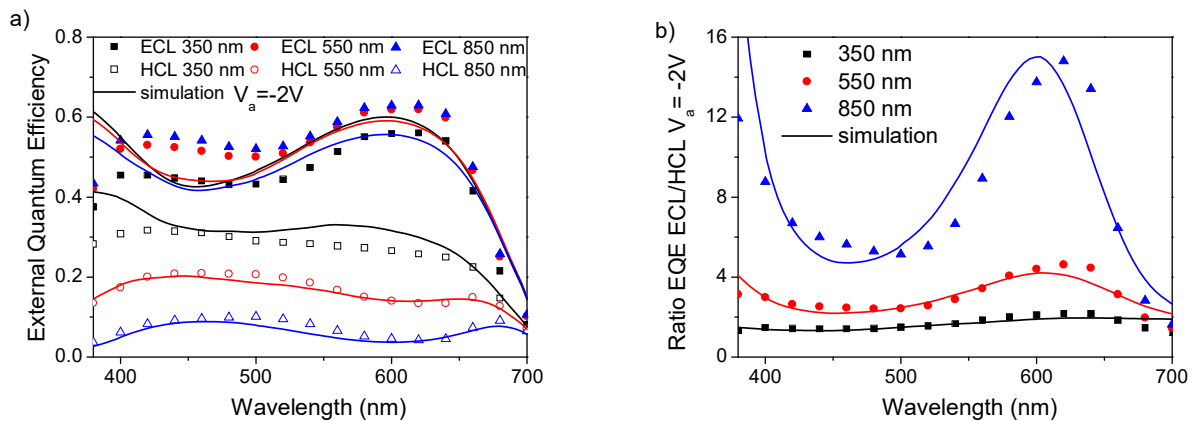 a)
0.8
0.6
0.4
0.2
0.0
External Quantum Efficiency
ECL 350 nm ECL 550 nm ECL 850 nm
HCL 350 nm HCL 550 nm HCL 850 nm
simulation Va=-2V
400 500 600 700
Wavelength (nm)
b)
16
12
8
4
0
Ratio EQE ECL/HCL Va = -2V
350 nm
550 nm
850 nm
simulation
400 500 600 700
Wavelength (nm)